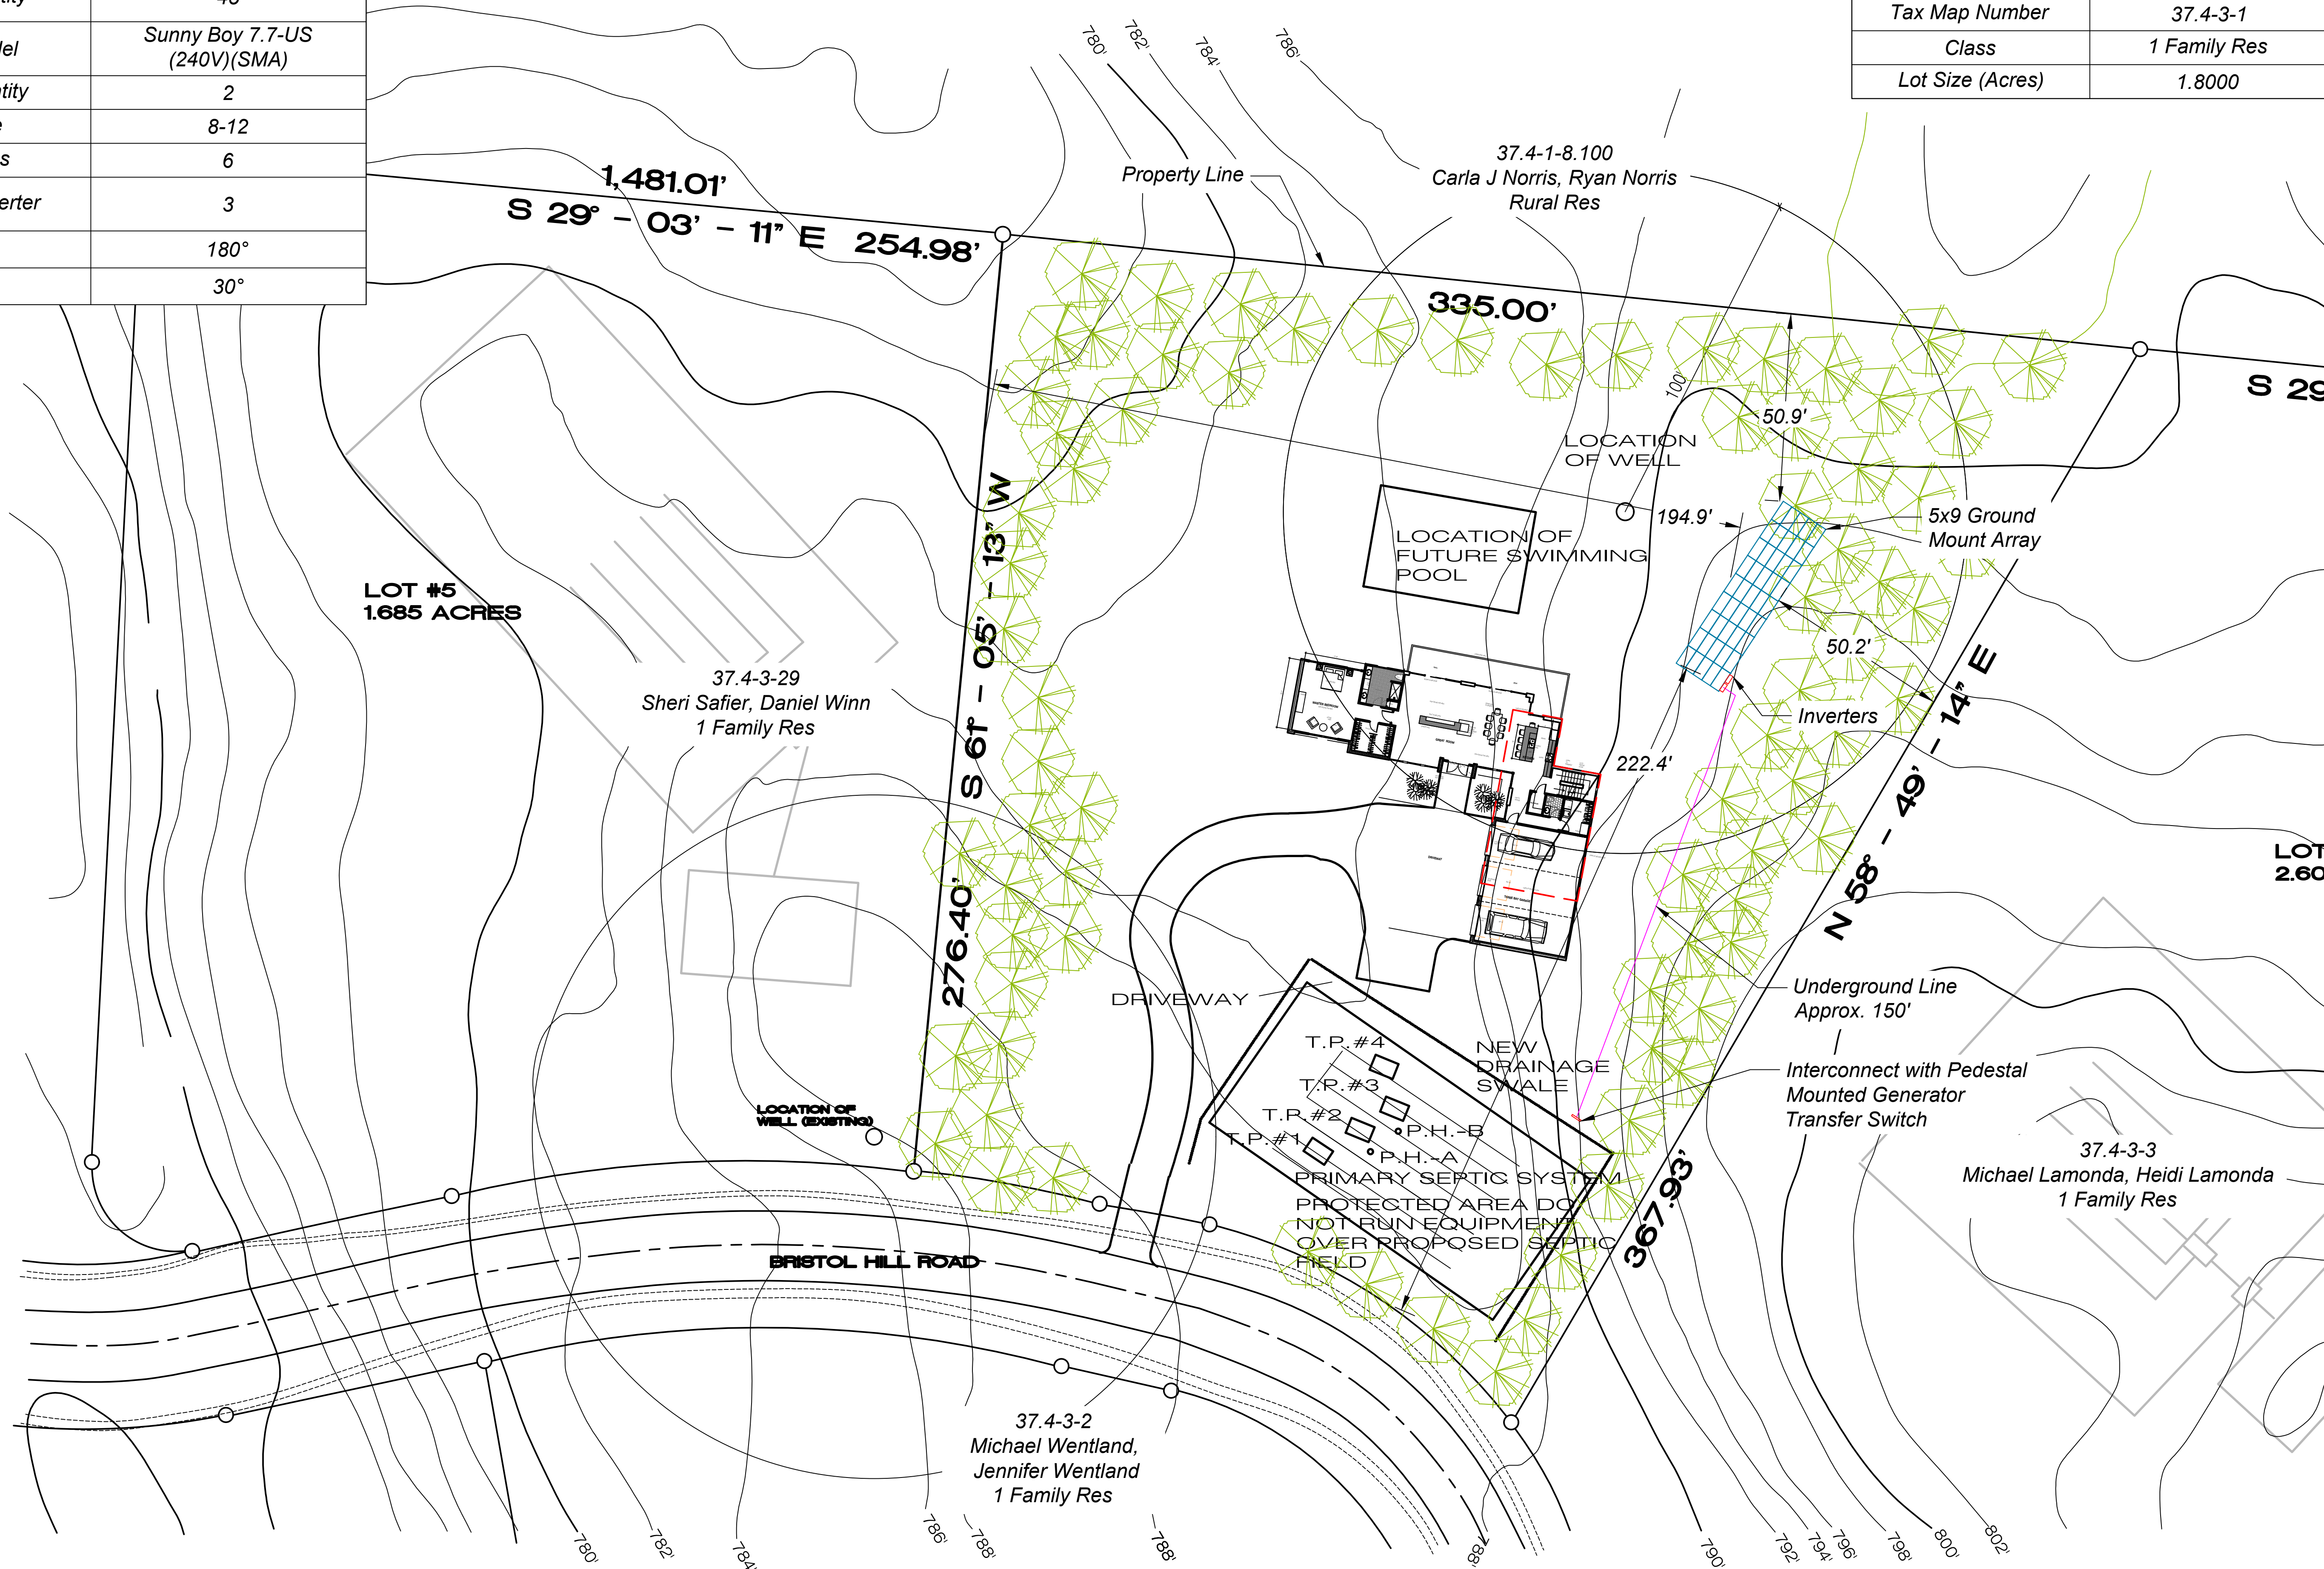 Sunny Boy 7.7-US
(240V)(SMA)
2
8-12
6
3
180°
30°
Tax Map Number 37.4-3-1
Class 1 Family Res
Lot Size (Acres) 1.8000
780'
782'
784'
786'
1,481.01'
S 29° - 03' - 11" E 254.98'
Property Line
37.4-1-8.100
Carla J Norris, Ryan Norris
Rural Res
335.00'
S 29
100'
50.9'
LOCATION
OF WELL
194.9'
5x9 Ground
Mount Array
LOCATION OF
FUTURE SWIMMING
POOL
LOT #5
1.685 ACRES
S 61° - 05' - 13" W
276.40'
37.4-3-29
Sheri Safier, Daniel Winn
1 Family Res
50.2'
Inverters
222.4'
N 58° - 49' - 14" E
367.93'
LOT
2.60
DRIVEWAY
Underground Line
Approx. 150'
T.P.#4
T.P.#3
T.P.#2
T.P.#1
P.H.-B
P.H.-A
NEW
DRAINAGE
SWALE
Interconnect with Pedestal
Mounted Generator
Transfer Switch
LOCATION OF
WELL (EXISTING)
PRIMARY SEPTIC SYSTEM
PROTECTED AREA DO
NOT RUN EQUIPMENT
OVER PROPOSED SEPTIC
FIELD
37.4-3-3
Michael Lamonda, Heidi Lamonda
1 Family Res
BRISTOL HILL ROAD
37.4-3-2
Michael Wentland,
Jennifer Wentland
1 Family Res
780'
782'
784'
786'
788'
788'
790'
792'
794'
796'
798'
800'
802'